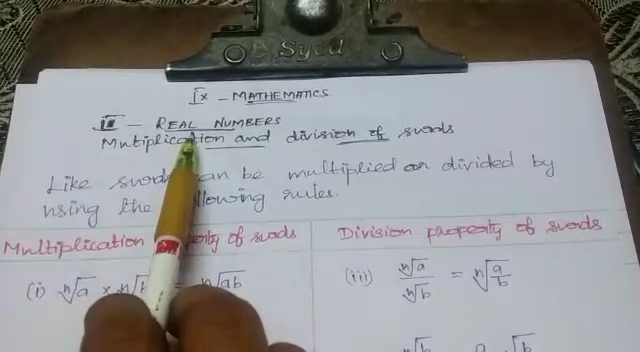 Syed
IX - MATHEMATICS
II - REAL NUMBERS
Multiplication and division of surds
Like surds can be multiplied or divided by
using the following rules.
Multiplication property of surds
Division property of surds
(i) ⁿ√a × ⁿ√b = ⁿ√ab
(iii) ⁿ√a / ⁿ√b = ⁿ√(a/b)